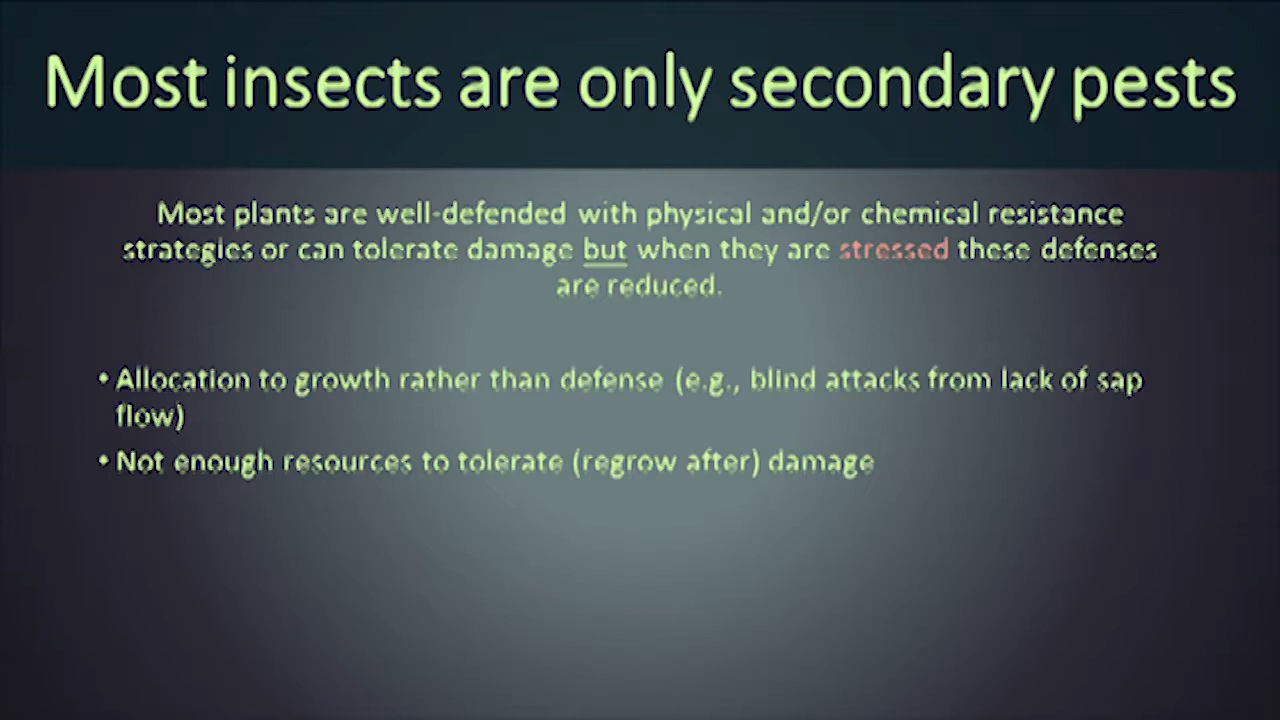 Most insects are only secondary pests
Most plants are well-defended with physical and/or chemical resistance
strategies or can tolerate damage but when they are stressed these defenses
are reduced.
• Allocation to growth rather than defense (e.g., blind attacks from lack of sap
flow)
• Not enough resources to tolerate (regrow after) damage